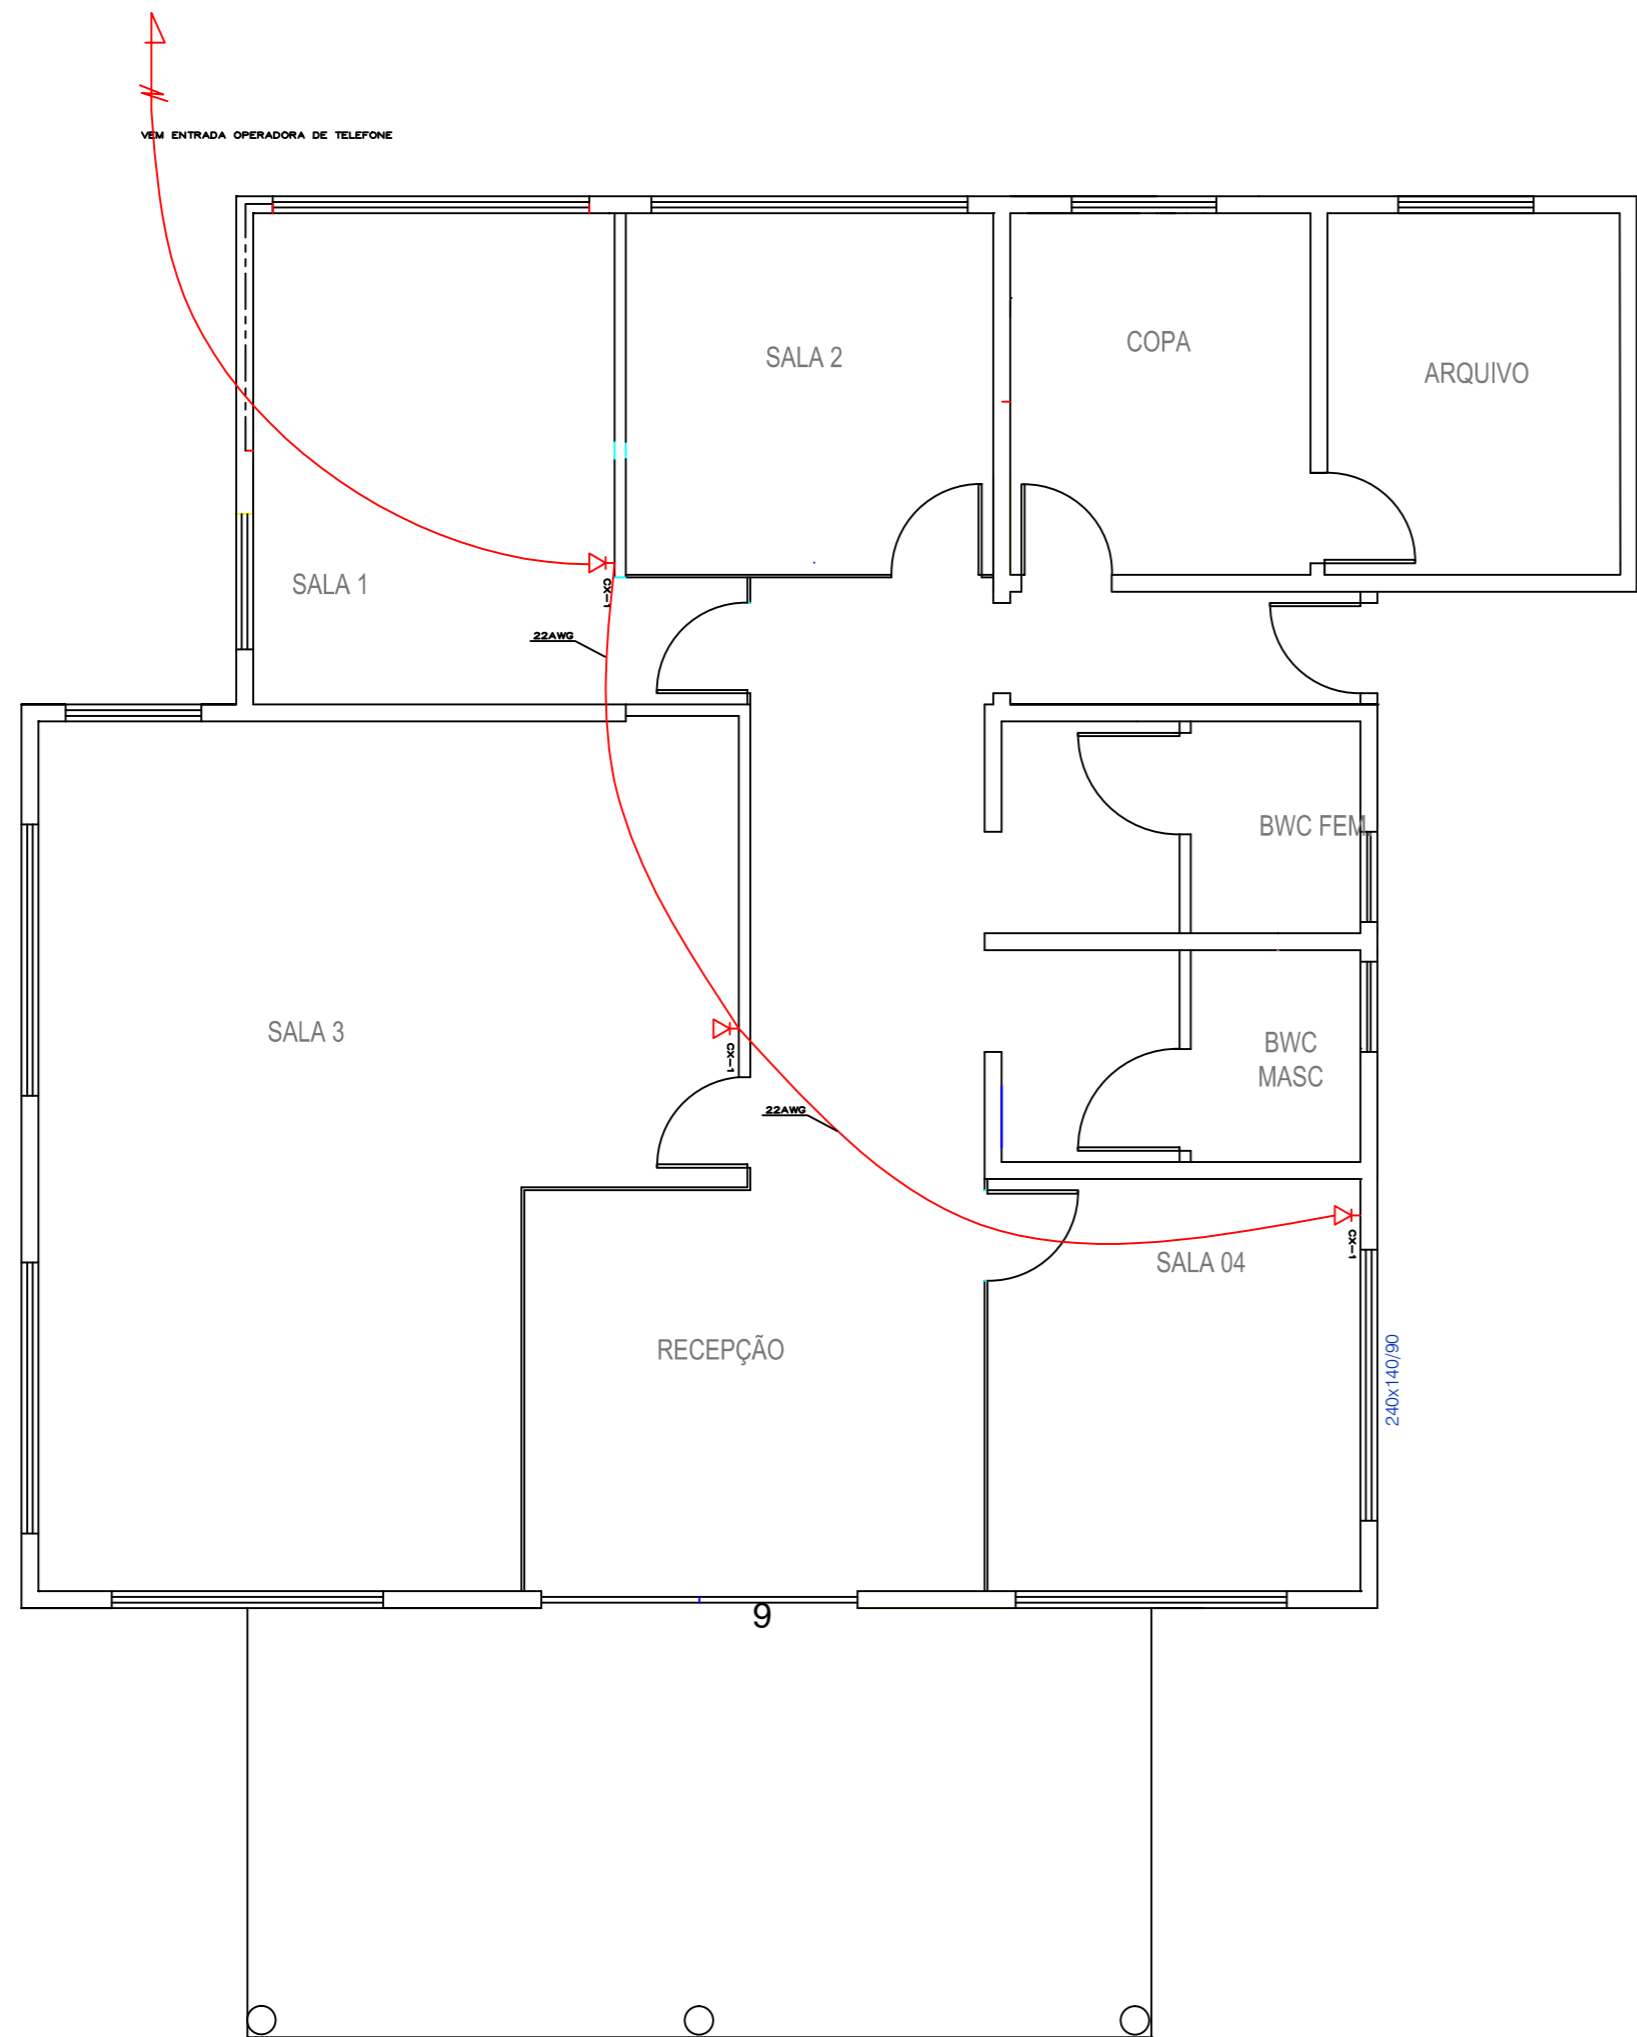 VEM ENTRADA OPERADORA DE TELEFONE
SALA 2
COPA
ARQUIVO
SALA 1
CX-1
22AWG
BWC FEM.
SALA 3
CX-1
BWC
MASC
22AWG
CX-1
SALA 04
RECEPÇÃO
240x140/90
9